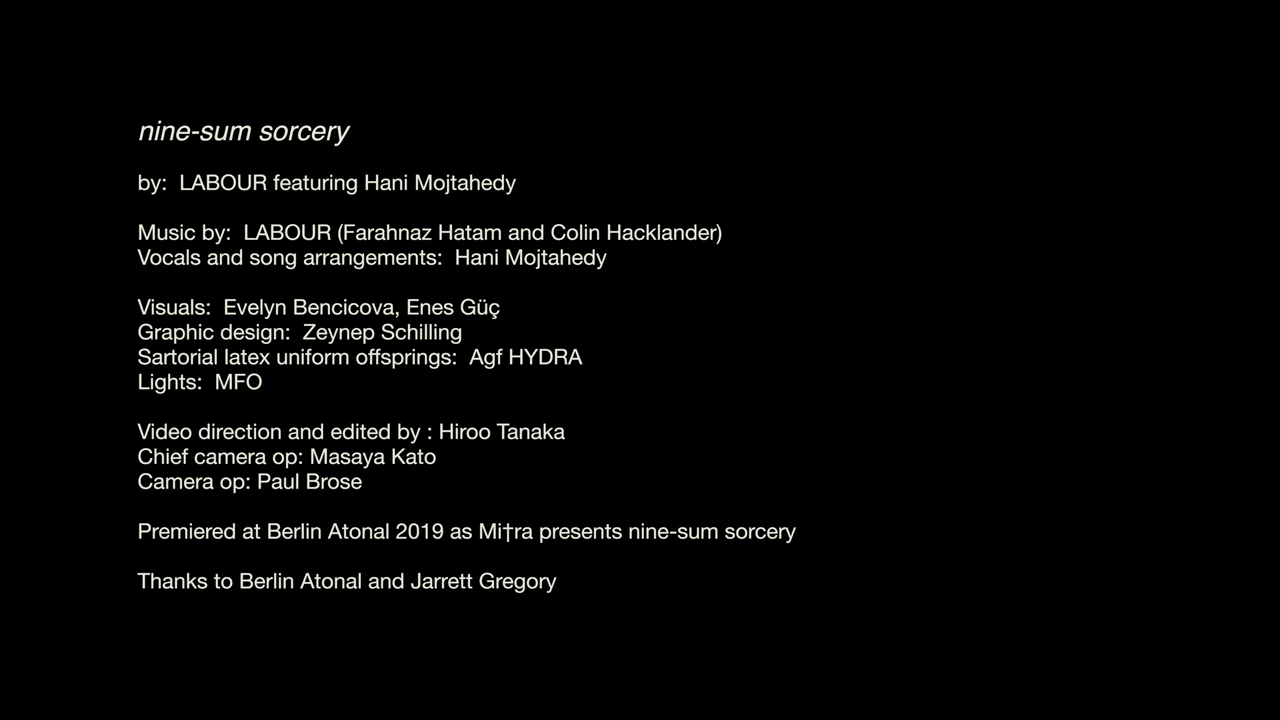 nine-sum sorcery
by:  LABOUR featuring Hani Mojtahedy
Music by:  LABOUR (Farahnaz Hatam and Colin Hacklander)
Vocals and song arrangements:  Hani Mojtahedy
Visuals:  Evelyn Bencicova, Enes Güç
Graphic design:  Zeynep Schilling
Sartorial latex uniform offsprings:  Agf HYDRA
Lights:  MFO
Video direction and edited by : Hiroo Tanaka
Chief camera op: Masaya Kato
Camera op: Paul Brose
Premiered at Berlin Atonal 2019 as Mi†ra presents nine-sum sorcery
Thanks to Berlin Atonal and Jarrett Gregory